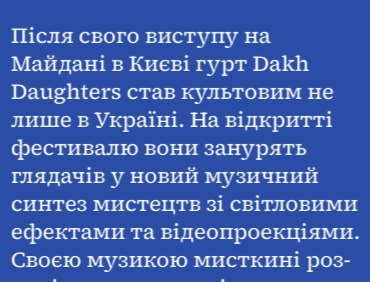 Після свого виступу на
Майдані в Києві гурт Dakh
Daughters став культовим не
лише в Україні. На відкритті
фестивалю вони занурять
глядачів у новий музичний
синтез мистецтв зі світловими
ефектами та відеопроекціями.
Своєю музикою мисткині роз-